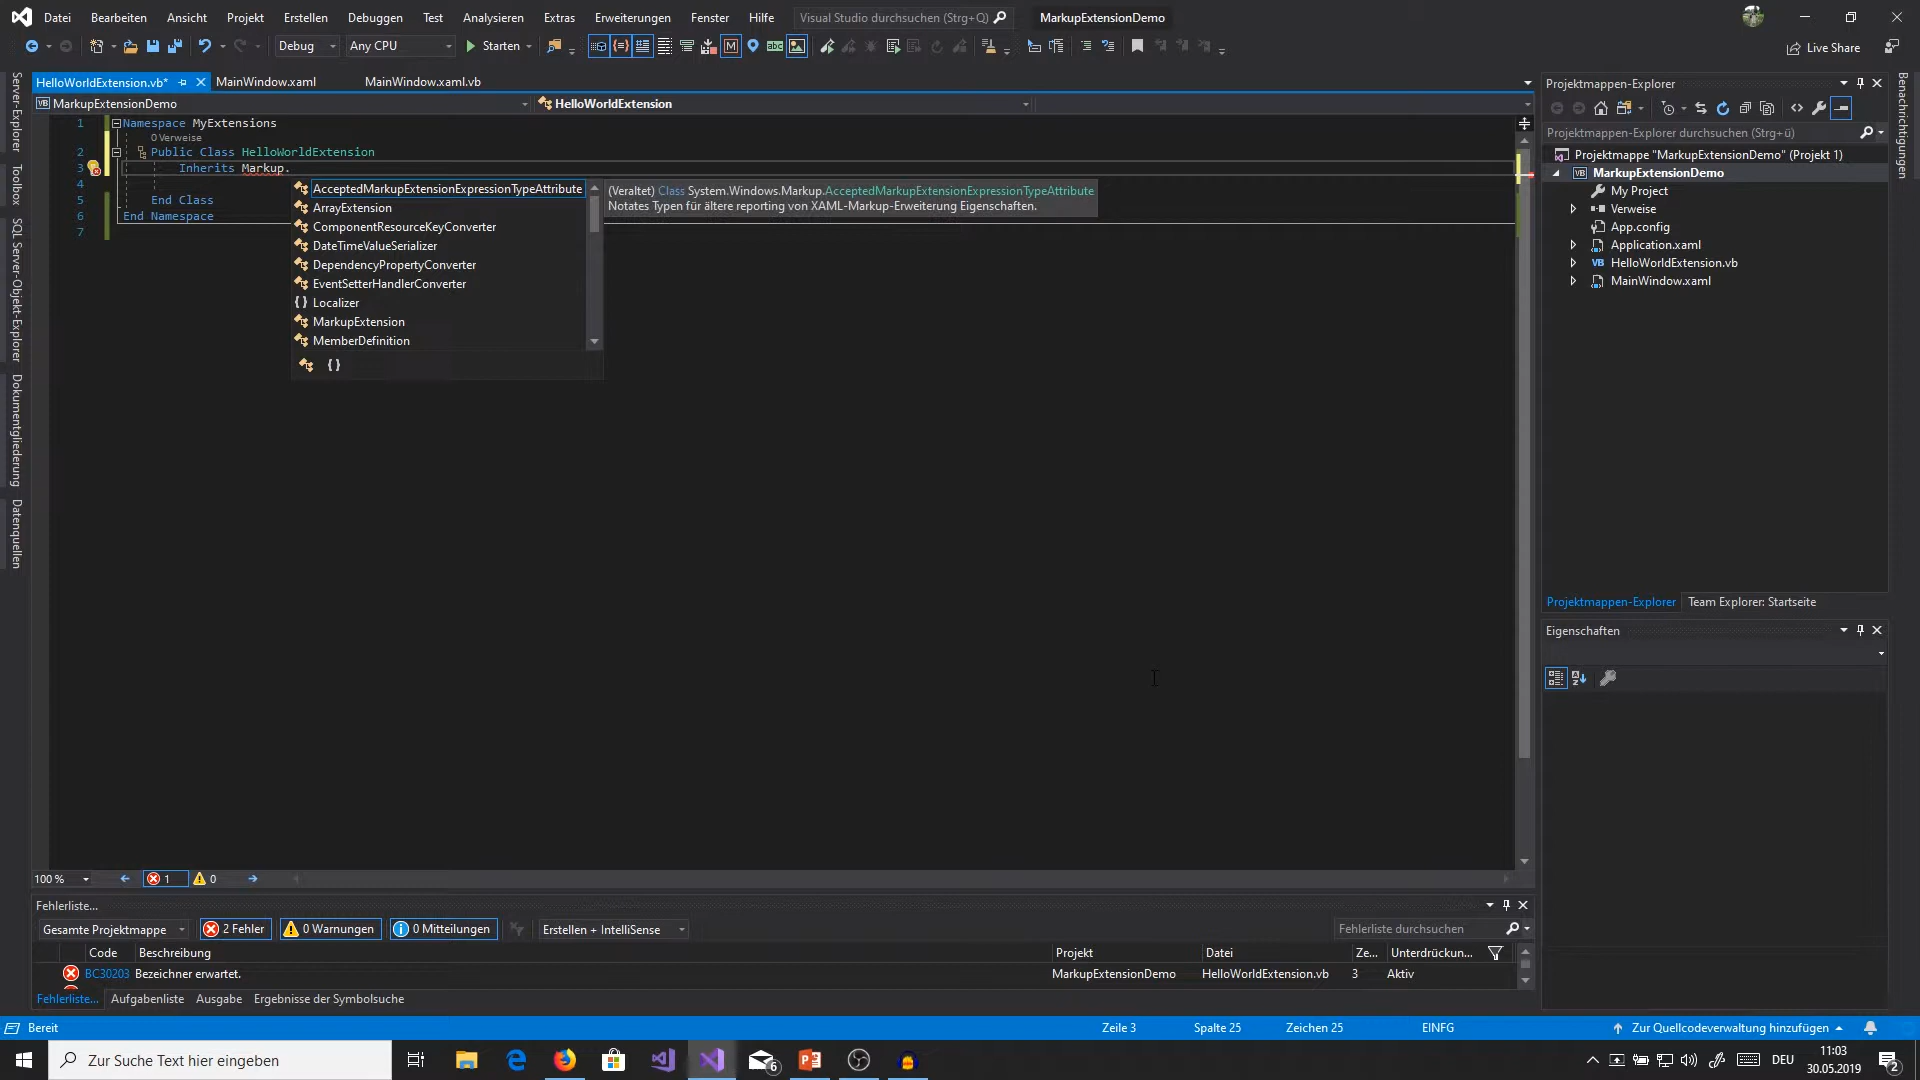 Datei Bearbeiten Ansicht Projekt Erstellen Debuggen Test Analysieren Extras Erweiterungen Fenster Hilfe Visual Studio durchsuchen (Strg+Q) MarkupExtensionDemo
Debug Any CPU Starten Live Share
HelloWorldExtension.vb* MainWindow.xaml MainWindow.xaml.vb
VB MarkupExtensionDemo HelloWorldExtension
1 Namespace MyExtensions
0 Verweise
2 Public Class HelloWorldExtension
3 Inherits Markup.
4
5 End Class
6 End Namespace
7
AcceptedMarkupExtensionExpressionTypeAttribute
ArrayExtension
ComponentResourceKeyConverter
DateTimeValueSerializer
DependencyPropertyConverter
EventSetterHandlerConverter
{} Localizer
MarkupExtension
MemberDefinition
{}
(Veraltet) Class System.Windows.Markup.AcceptedMarkupExtensionExpressionTypeAttribute
Notates Typen für ältere reporting von XAML-Markup-Erweiterung Eigenschaften.
Server-Explorer
Toolbox
SQL Server-Objekt-Explorer
Dokumentgliederung
Datenquellen
Projektmappen-Explorer
Projektmappen-Explorer durchsuchen (Strg+ü)
Projektmappe "MarkupExtensionDemo" (Projekt 1)
VB MarkupExtensionDemo
My Project
Verweise
App.config
Application.xaml
VB HelloWorldExtension.vb
MainWindow.xaml
Projektmappen-Explorer Team Explorer: Startseite
Benachrichtigungen
Eigenschaften
100 % 1 0
Fehlerliste...
Gesamte Projektmappe 2 Fehler 0 Warnungen 0 Mitteilungen Erstellen + IntelliSense Fehlerliste durchsuchen
Code Beschreibung Projekt Datei Ze... Unterdrückun...
BC30203 Bezeichner erwartet. MarkupExtensionDemo HelloWorldExtension.vb 3 Aktiv
Fehlerliste... Aufgabenliste Ausgabe Ergebnisse der Symbolsuche
Bereit Zeile 3 Spalte 25 Zeichen 25 EINFG Zur Quellcodeverwaltung hinzufügen
Zur Suche Text hier eingeben
6
DEU
11:03
30.05.2019
2